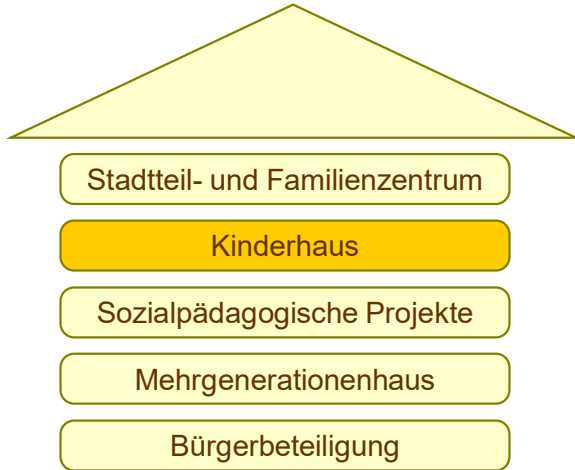 Stadtteil- und Familienzentrum
Kinderhaus
Sozialpädagogische Projekte
Mehrgenerationenhaus
Bürgerbeteiligung